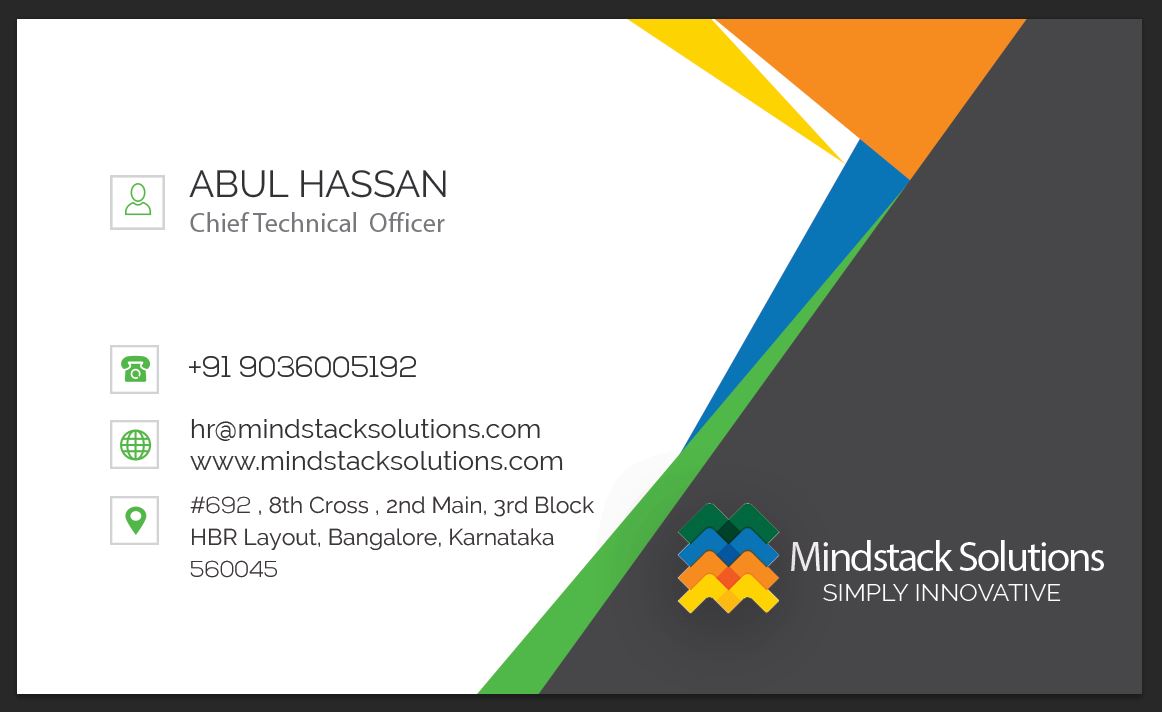 ABUL HASSAN
Chief Technical Officer
+91 9036005192
hr@mindstacksolutions.com
www.mindstacksolutions.com
#692 , 8th Cross , 2nd Main, 3rd Block
HBR Layout, Bangalore, Karnataka
560045
Mindstack Solutions
SIMPLY INNOVATIVE